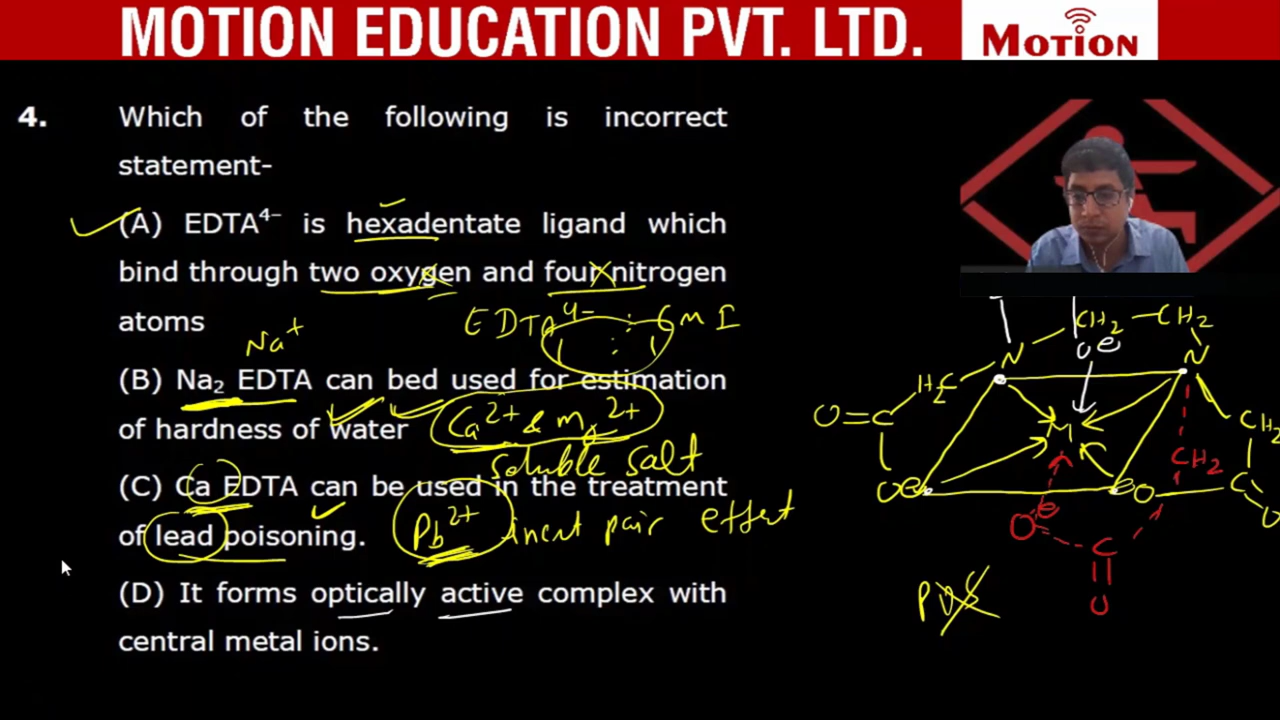 MOTION EDUCATION PVT. LTD.
MOTION
4. Which of the following is incorrect
statement-
(A) EDTA⁴⁻ is hexadentate ligand which
bind through two oxygen and four nitrogen
atoms
EDTA⁴⁻
Na⁺
(B) Na₂ EDTA can bed used for estimation
of hardness of water
Ca²⁺ & Mg²⁺
soluble salt
(C) Ca EDTA can be used in the treatment
of lead poisoning.
Pb²⁺ inert pair effect
(D) It forms optically active complex with
central metal ions.
CH₂ — CH₂
N
O
N
H₂C
O=C
M
CH₂
CH₂
O
O
C
O
O
C
O